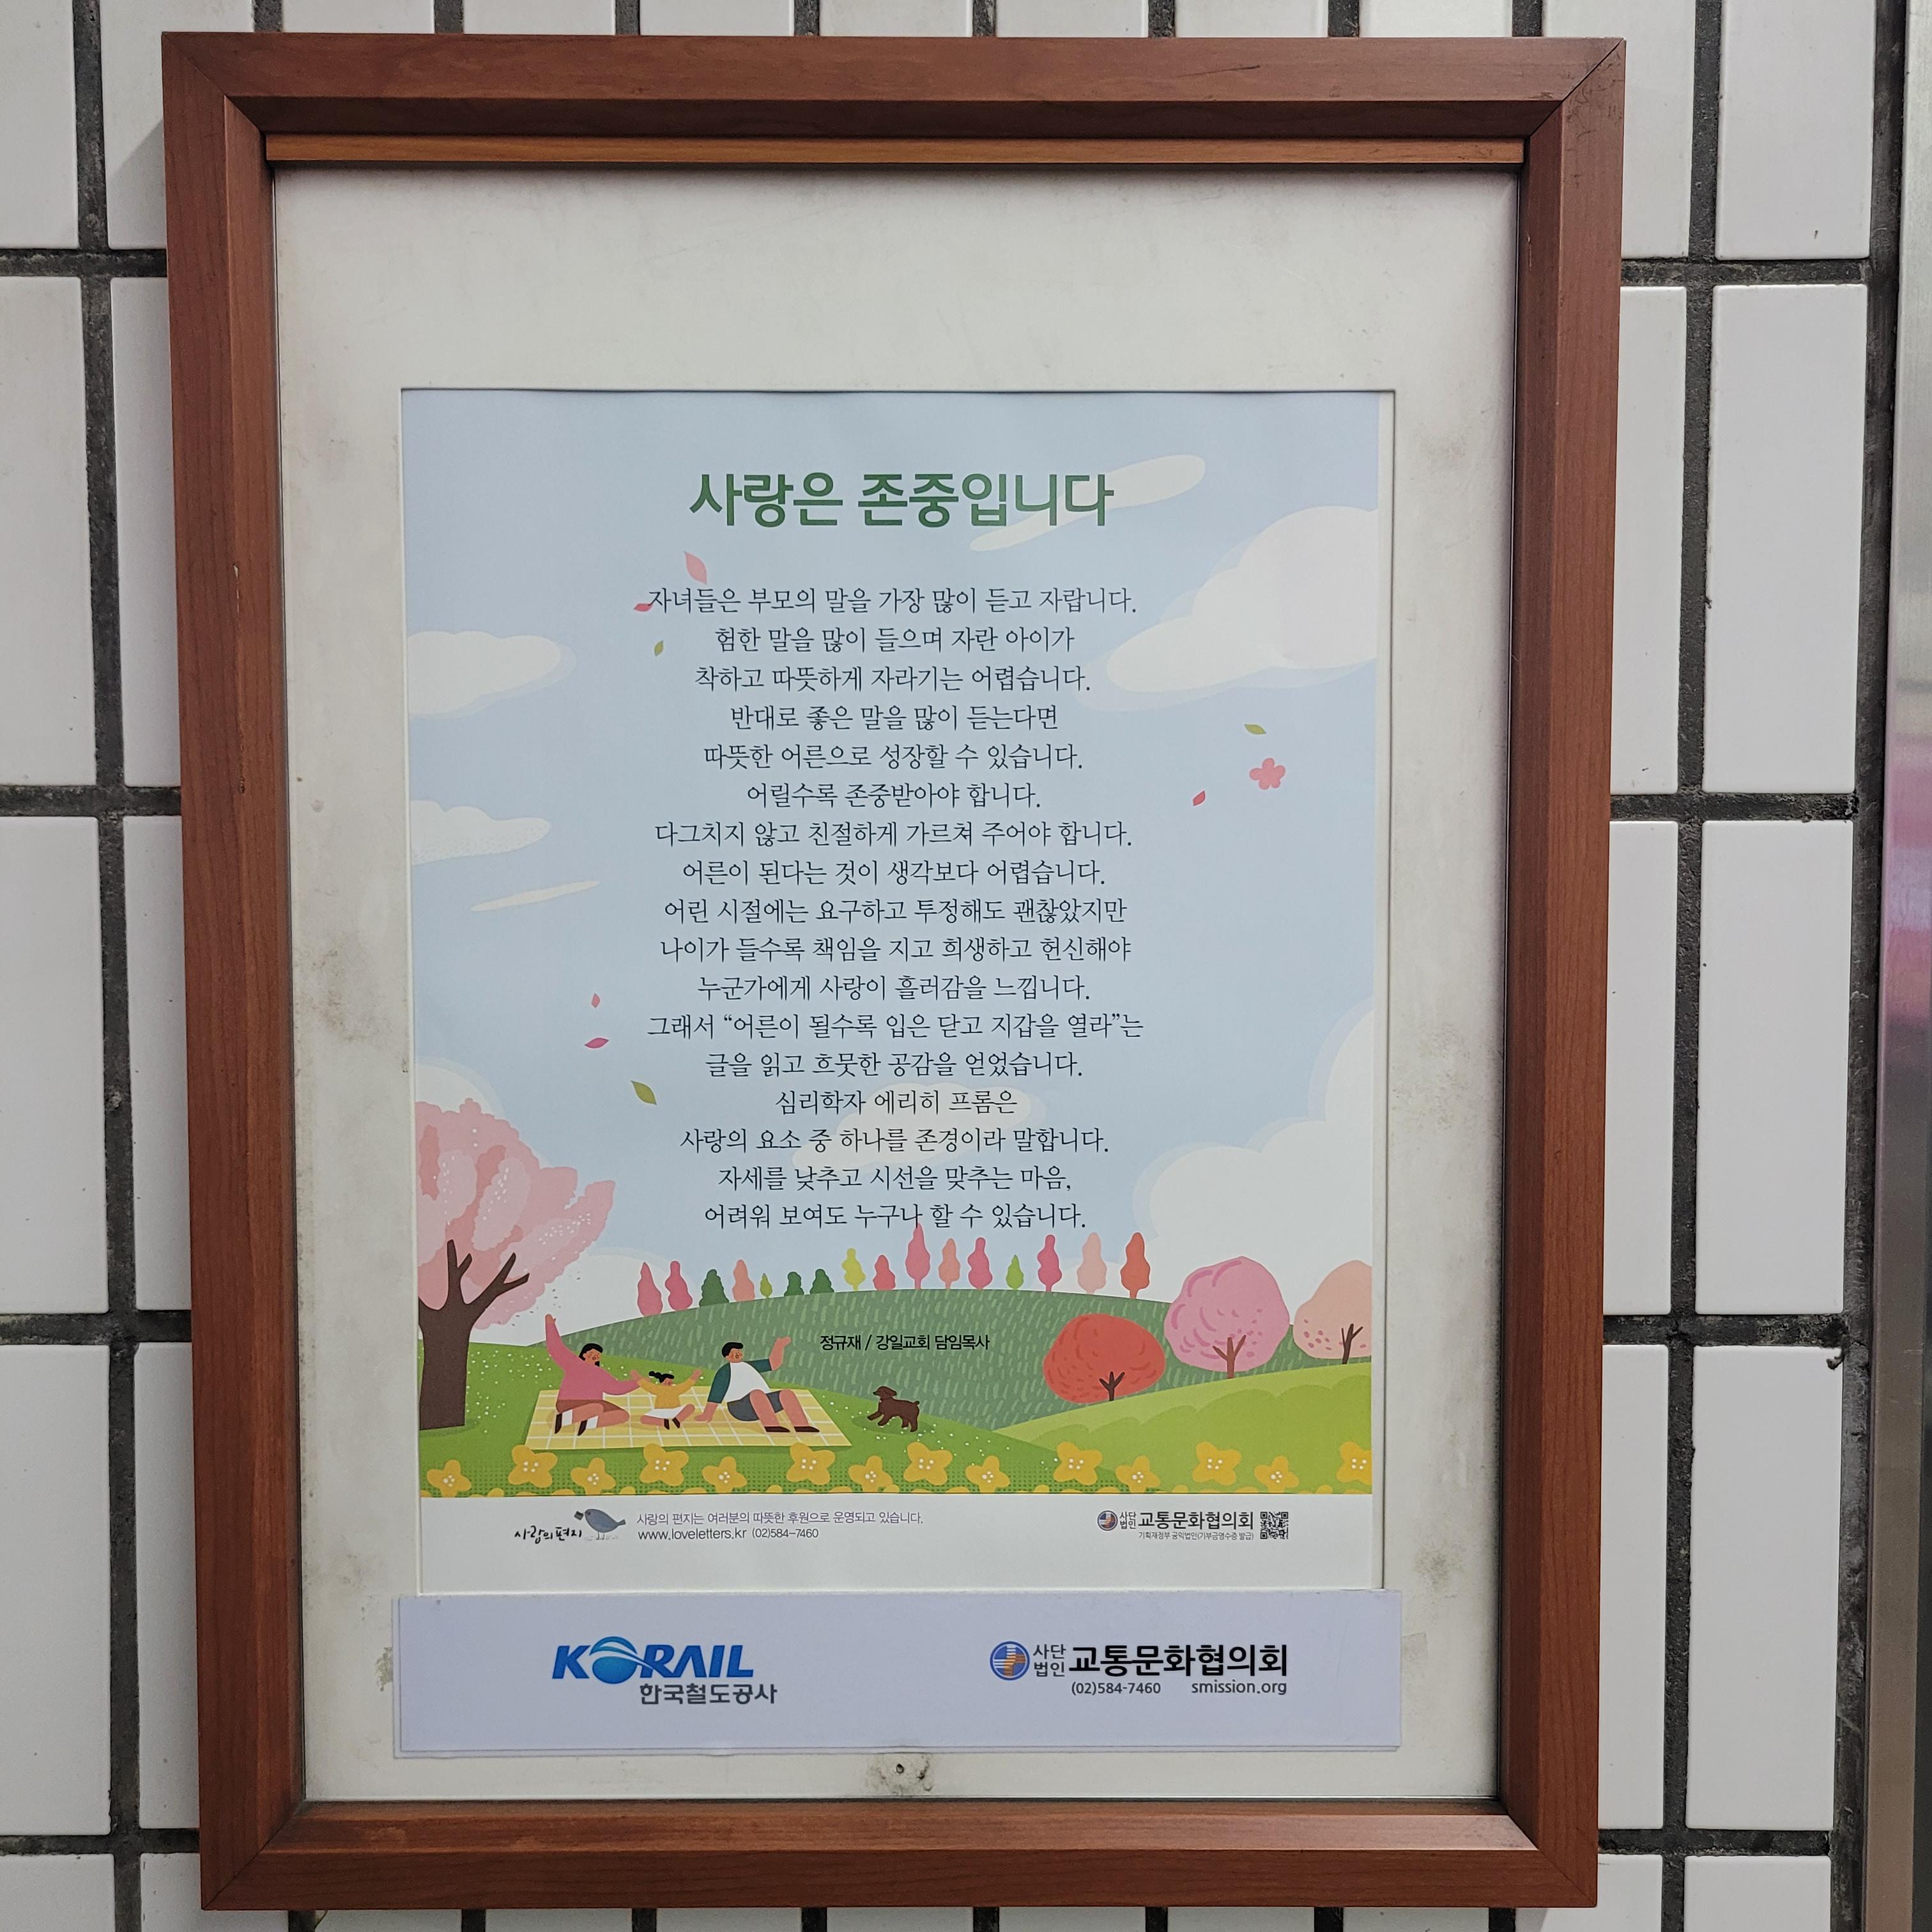 사랑은 존중입니다
자녀들은 부모의 말을 가장 많이 듣고 자랍니다.
험한 말을 많이 들으며 자란 아이가
착하고 따뜻하게 자라기는 어렵습니다.
반대로 좋은 말을 많이 듣는다면
따뜻한 어른으로 성장할 수 있습니다.
어릴수록 존중받아야 합니다.
다그치지 않고 친절하게 가르쳐 주어야 합니다.
어른이 된다는 것이 생각보다 어렵습니다.
어린 시절에는 요구하고 투정해도 괜찮았지만
나이가 들수록 책임을 지고 희생하고 헌신해야
누군가에게 사랑이 흘러감을 느낍니다.
그래서 “어른이 될수록 입은 닫고 지갑을 열라”는
글을 읽고 흐뭇한 공감을 얻었습니다.
심리학자 에리히 프롬은
사랑의 요소 중 하나를 존경이라 말합니다.
자세를 낮추고 시선을 맞추는 마음,
어려워 보여도 누구나 할 수 있습니다.
정규재 / 강일교회 담임목사
사랑의 편지
사랑의 편지는 여러분의 따뜻한 후원으로 운영되고 있습니다.
www.loveletters.kr (02)584-7460
사단법인 교통문화협의회
기획재정부 공익법인(기부금영수증 발급)
KORAIL
한국철도공사
사단법인 교통문화협의회
(02)584-7460 smission.org